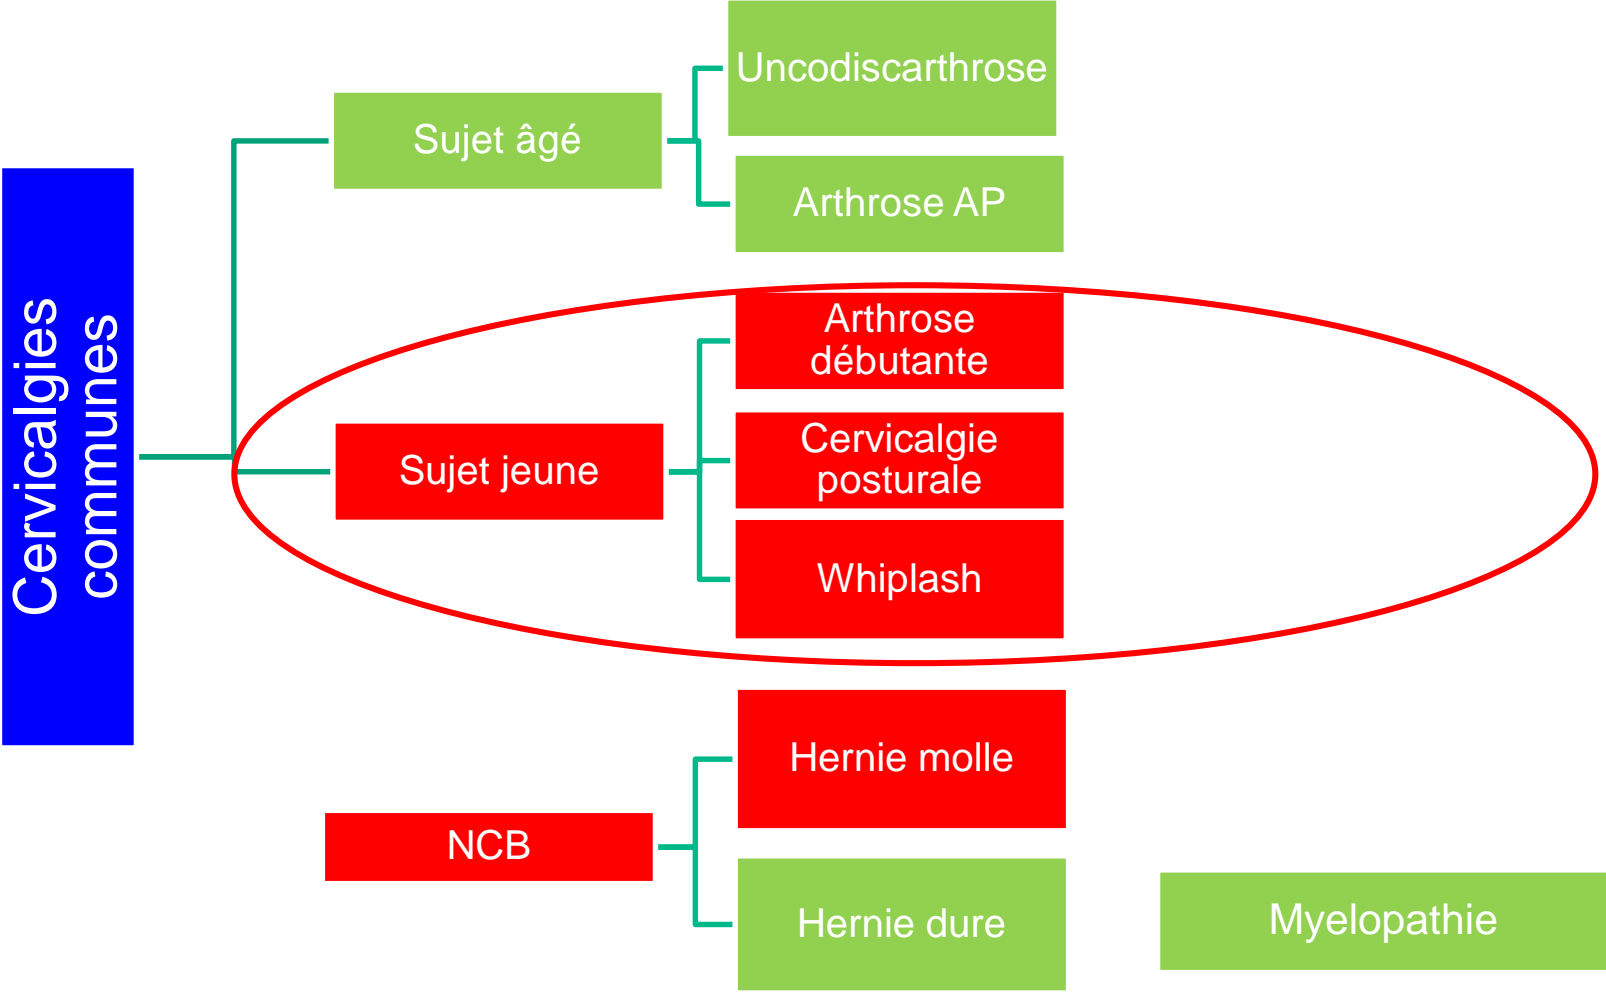 Cervicalgies
communes
Sujet âgé
Uncodiscarthrose
Arthrose AP
Sujet jeune
Arthrose
débutante
Cervicalgie
posturale
Whiplash
NCB
Hernie molle
Hernie dure
Myelopathie